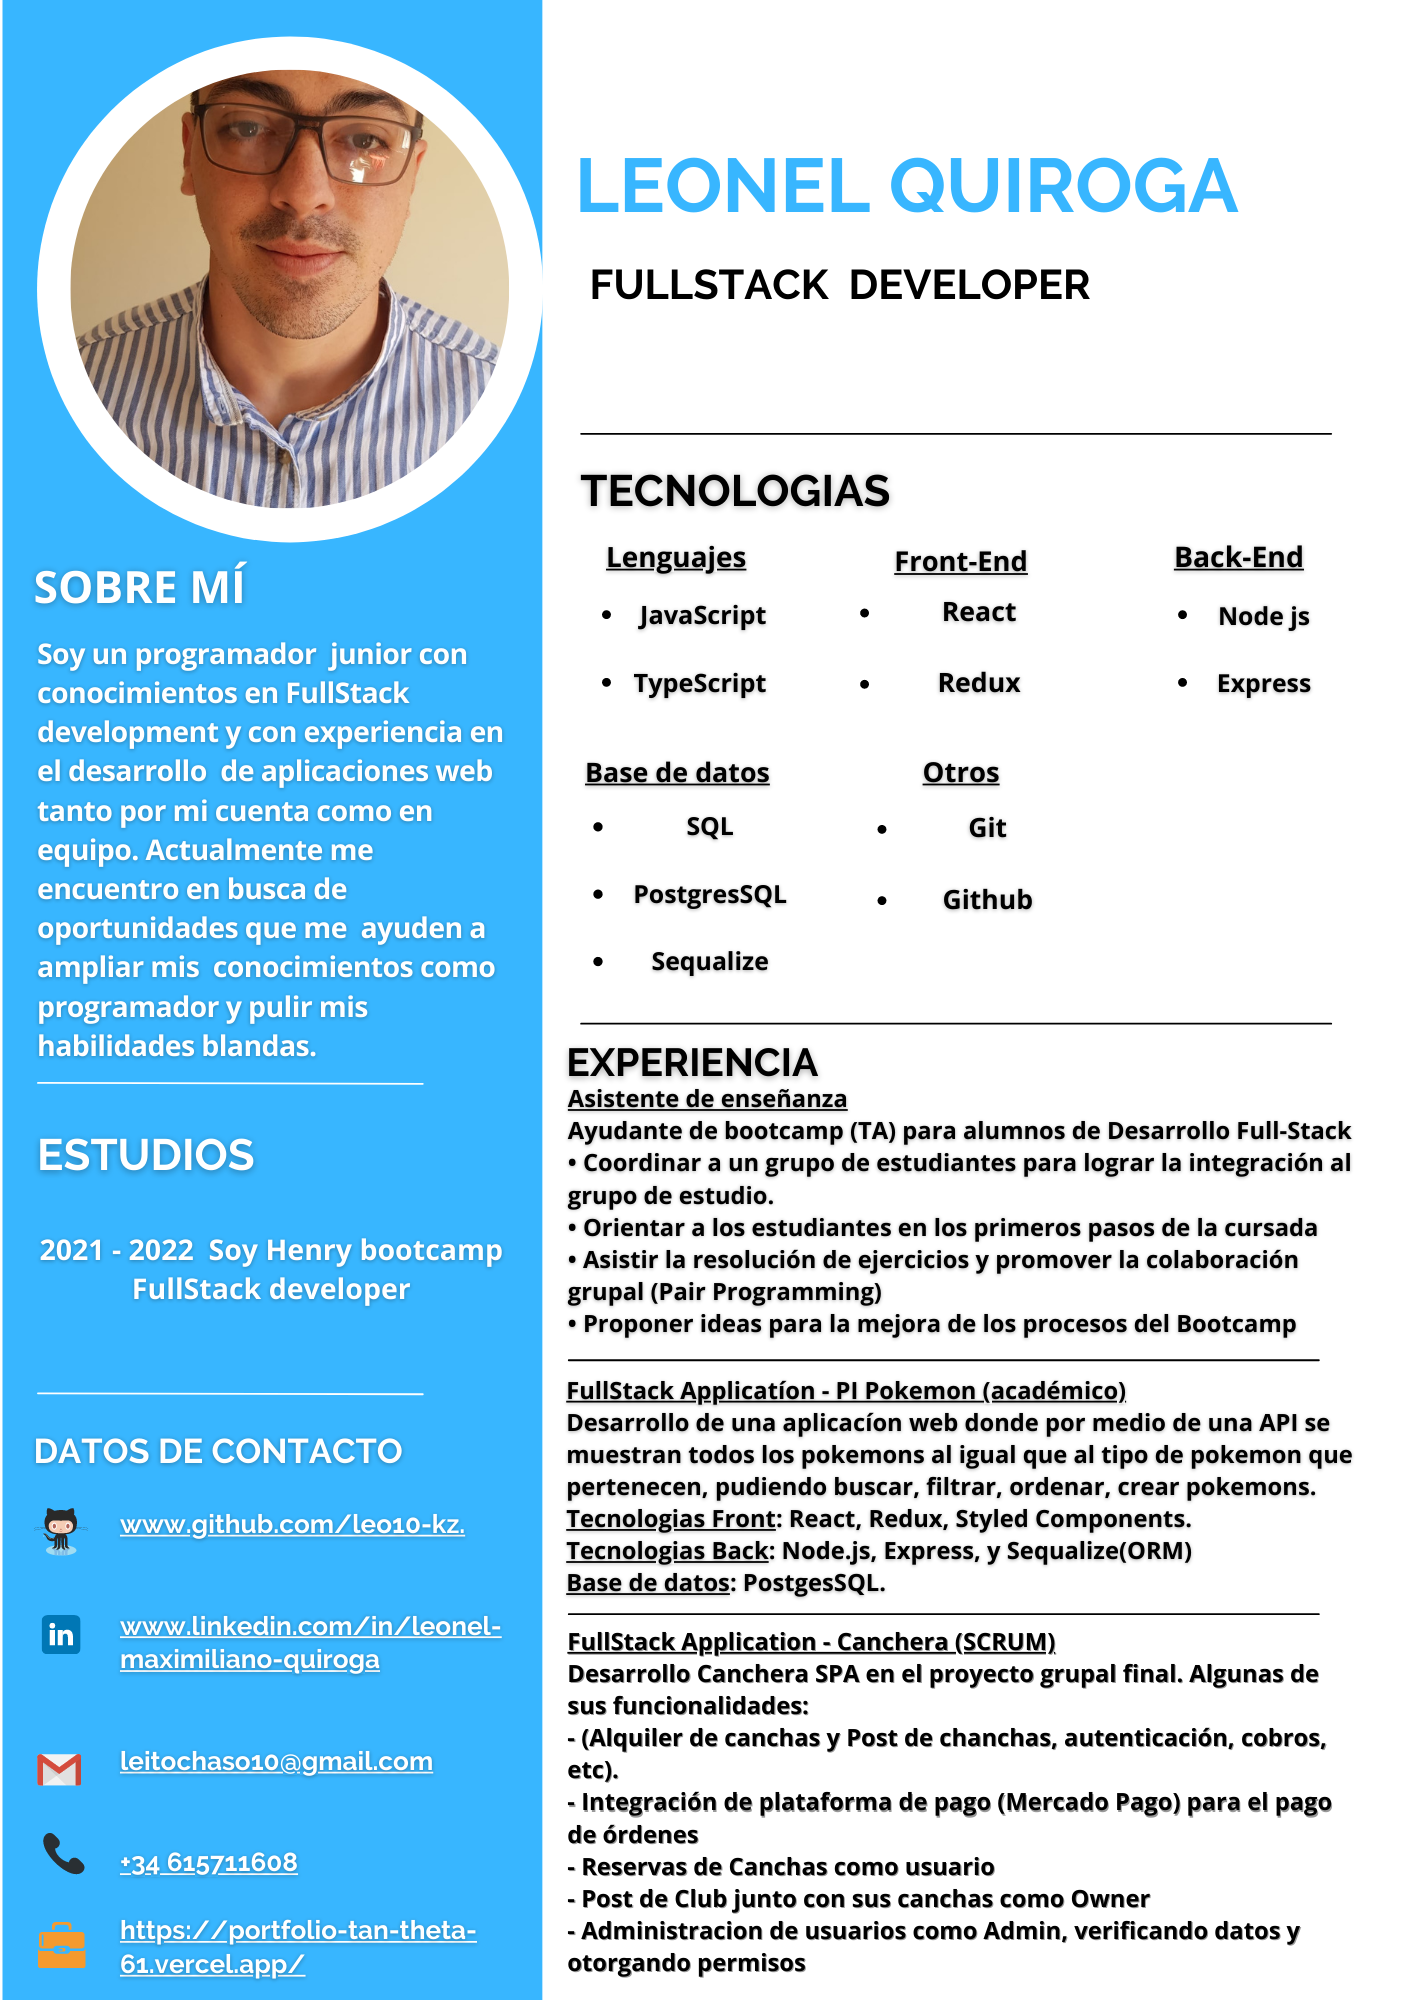 LEONEL QUIROGA
FULLSTACK DEVELOPER
SOBRE MÍ
Soy un programador junior con
conocimientos en FullStack
development y con experiencia en
el desarrollo de aplicaciones web
tanto por mi cuenta como en
equipo. Actualmente me
encuentro en busca de
oportunidades que me ayuden a
ampliar mis conocimientos como
programador y pulir mis
habilidades blandas.
ESTUDIOS
2021 - 2022 Soy Henry bootcamp
FullStack developer
DATOS DE CONTACTO
www.github.com/leo10-kz.
www.linkedin.com/in/leonel-
maximiliano-quiroga
leitochaso10@gmail.com
+34 615711608
https://portfolio-tan-theta-
61.vercel.app/
TECNOLOGIAS
Lenguajes
• JavaScript
• TypeScript
Front-End
• React
• Redux
Back-End
• Node js
• Express
Base de datos
• SQL
• PostgresSQL
• Sequalize
Otros
• Git
• Github
EXPERIENCIA
Asistente de enseñanza
Ayudante de bootcamp (TA) para alumnos de Desarrollo Full-Stack
• Coordinar a un grupo de estudiantes para lograr la integración al
grupo de estudio.
• Orientar a los estudiantes en los primeros pasos de la cursada
• Asistir la resolución de ejercicios y promover la colaboración
grupal (Pair Programming)
• Proponer ideas para la mejora de los procesos del Bootcamp
FullStack Applicatíon - PI Pokemon (académico)
Desarrollo de una aplicacíon web donde por medio de una API se
muestran todos los pokemons al igual que al tipo de pokemon que
pertenecen, pudiendo buscar, filtrar, ordenar, crear pokemons.
Tecnologias Front: React, Redux, Styled Components.
Tecnologias Back: Node.js, Express, y Sequalize(ORM)
Base de datos: PostgesSQL.
FullStack Application - Canchera (SCRUM)
Desarrollo Canchera SPA en el proyecto grupal final. Algunas de
sus funcionalidades:
- (Alquiler de canchas y Post de chanchas, autenticación, cobros,
etc).
- Integración de plataforma de pago (Mercado Pago) para el pago
de órdenes
- Reservas de Canchas como usuario
- Post de Club junto con sus canchas como Owner
- Administracion de usuarios como Admin, verificando datos y
otorgando permisos